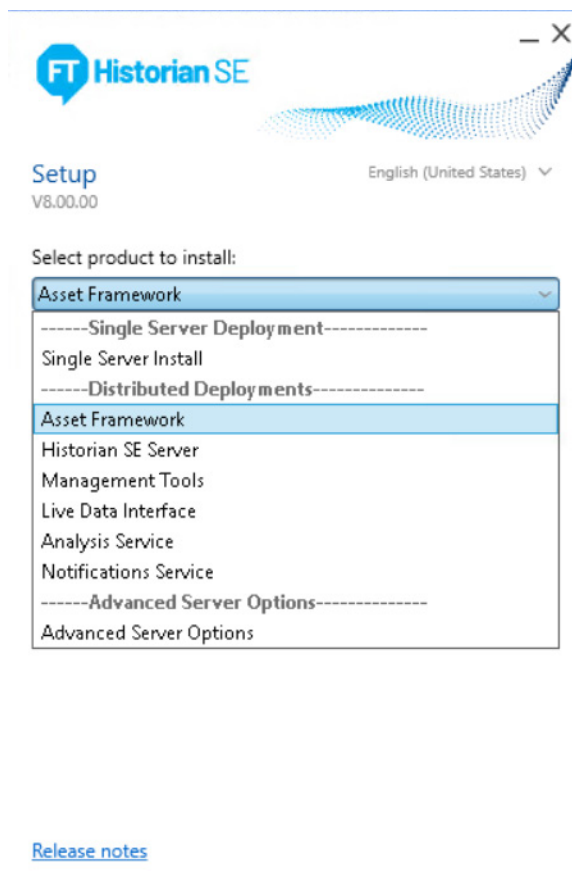 FT Historian SE
Setup
English (United States)
V8.00.00
Select product to install:
Asset Framework
------Single Server Deployment-------------
Single Server Install
------Distributed Deployments--------------
Asset Framework
Historian SE Server
Management Tools
Live Data Interface
Analysis Service
Notifications Service
------Advanced Server Options--------------
Advanced Server Options
Release notes